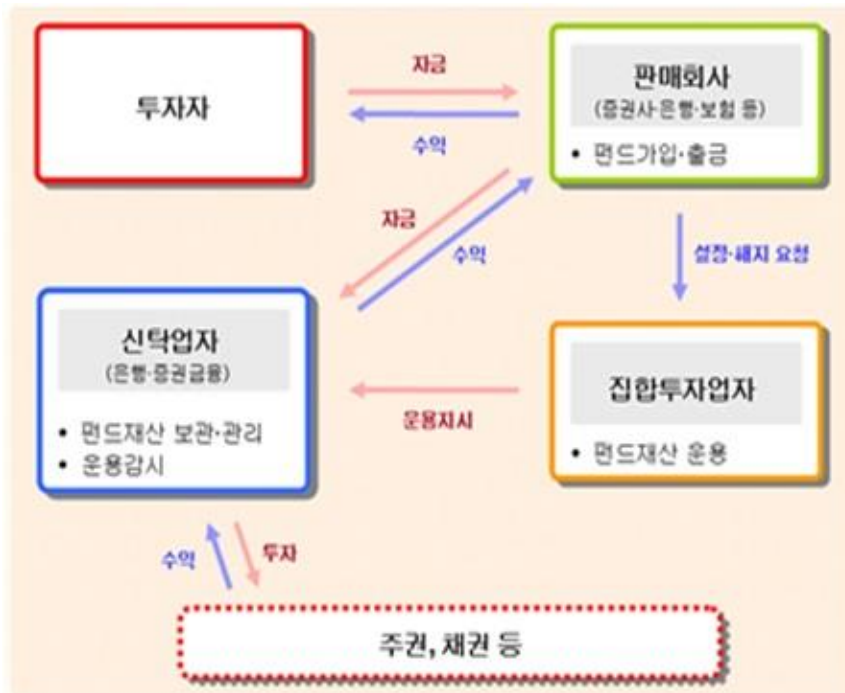 투자자
자금
수익
판매회사
(증권사·은행·보험 등)
• 펀드가입·출금
자금
수익
설정·해지 요청
신탁업자
(은행·증권금융)
• 펀드재산 보관·관리
• 운용감시
운용지시
집합투자업자
• 펀드재산 운용
수익
투자
주권, 채권 등